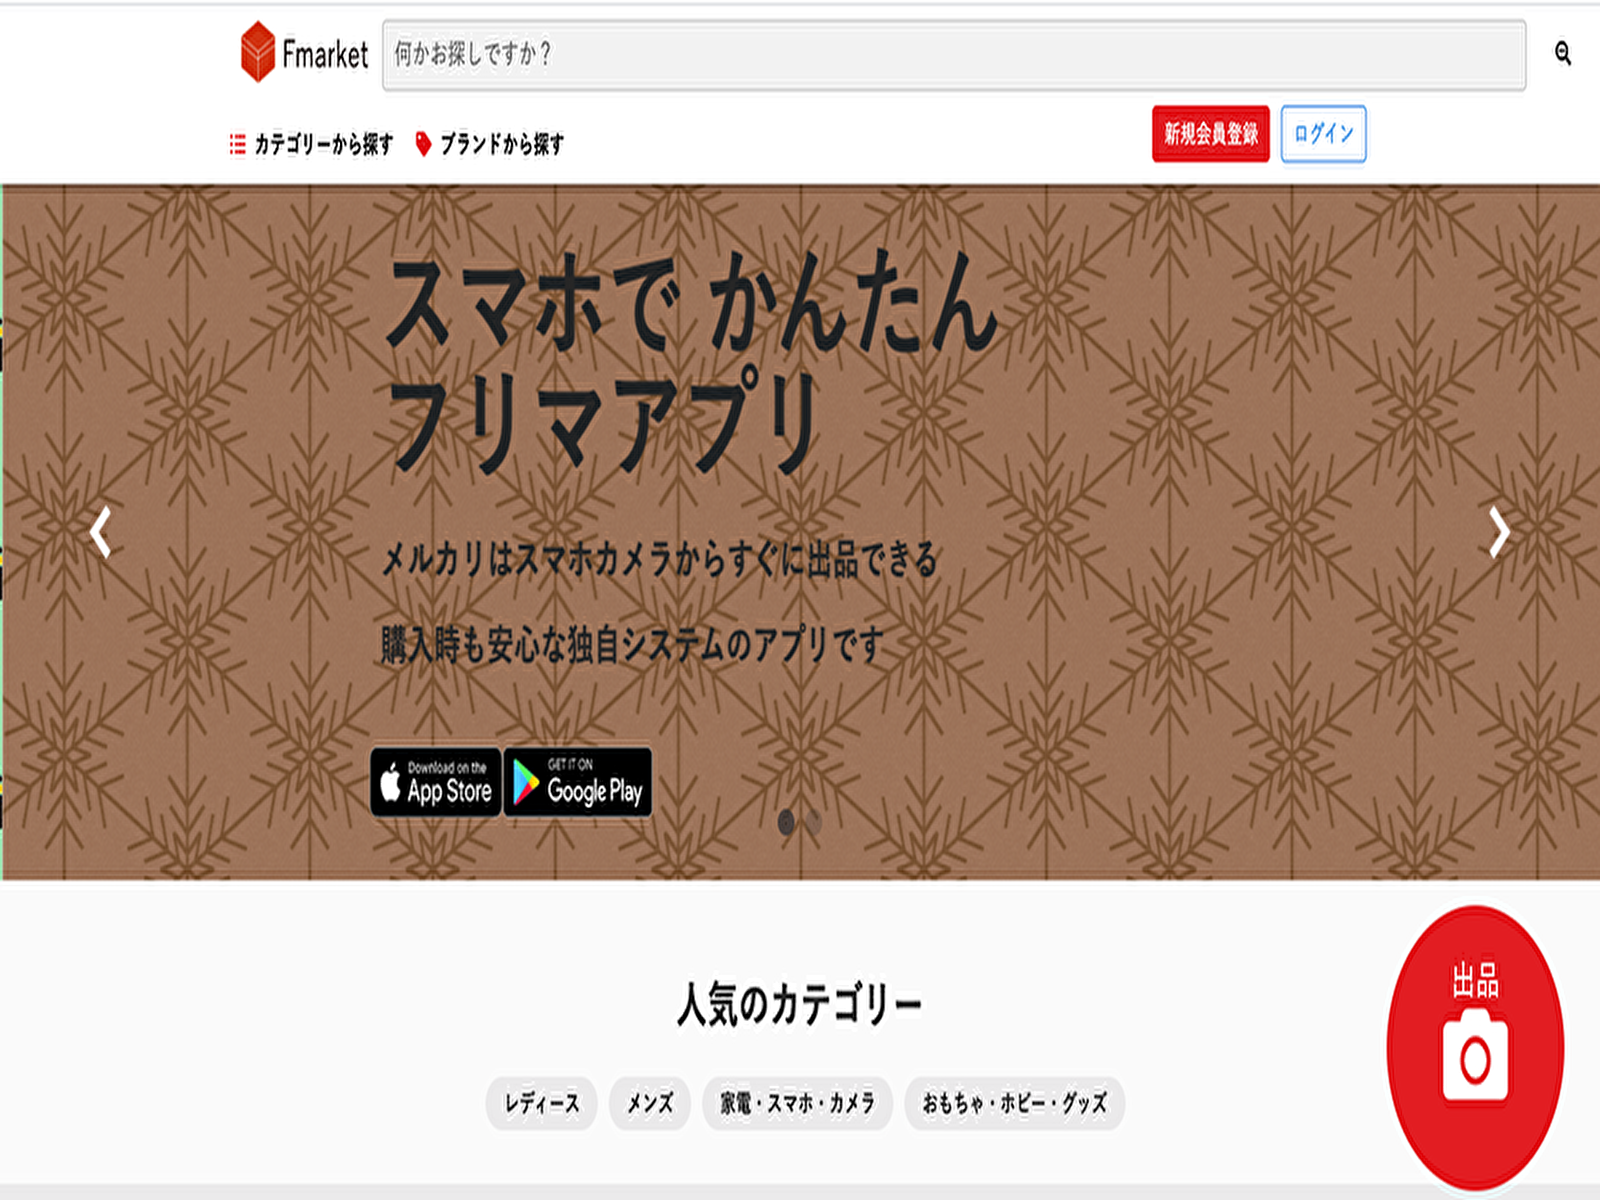 Fmarket
何かお探しですか？
カテゴリーから探す
ブランドから探す
新規会員登録
ログイン
スマホで かんたん
フリマアプリ
メルカリはスマホカメラからすぐに出品できる
購入時も安心な独自システムのアプリです
Download on the
App Store
GET IT ON
Google Play
人気のカテゴリー
出品
レディース
メンズ
家電・スマホ・カメラ
おもちゃ・ホビー・グッズ